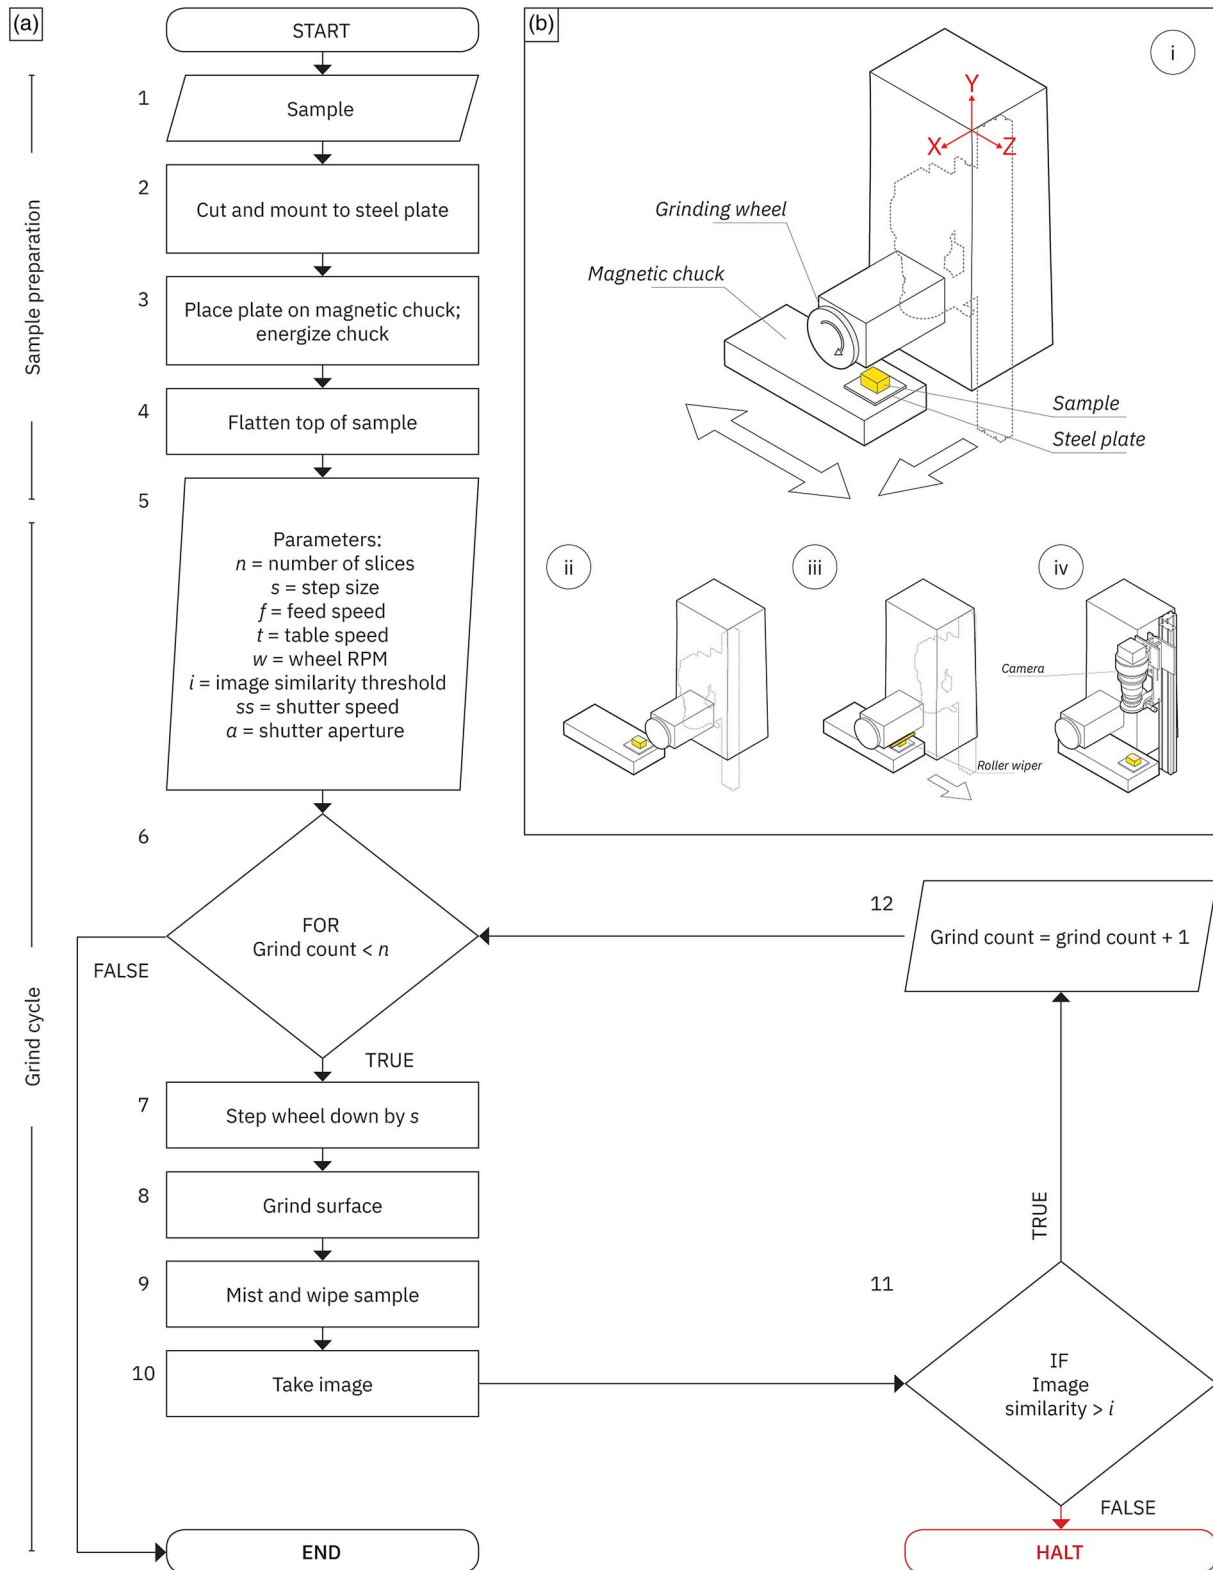 (a)
START
Sample preparation
1
Sample
2
Cut and mount to steel plate
3
Place plate on magnetic chuck;
energize chuck
4
Flatten top of sample
Grind cycle
5
Parameters:
n = number of slices
s = step size
f = feed speed
t = table speed
w = wheel RPM
i = image similarity threshold
ss = shutter speed
a = shutter aperture
6
FOR
Grind count < n
FALSE
TRUE
7
Step wheel down by s
8
Grind surface
9
Mist and wipe sample
10
Take image
11
IF
Image
similarity > i
TRUE
FALSE
12
Grind count = grind count + 1
END
HALT
(b)
i
Y
X
Z
Grinding wheel
Magnetic chuck
Sample
Steel plate
ii
iii
Roller wiper
iv
Camera